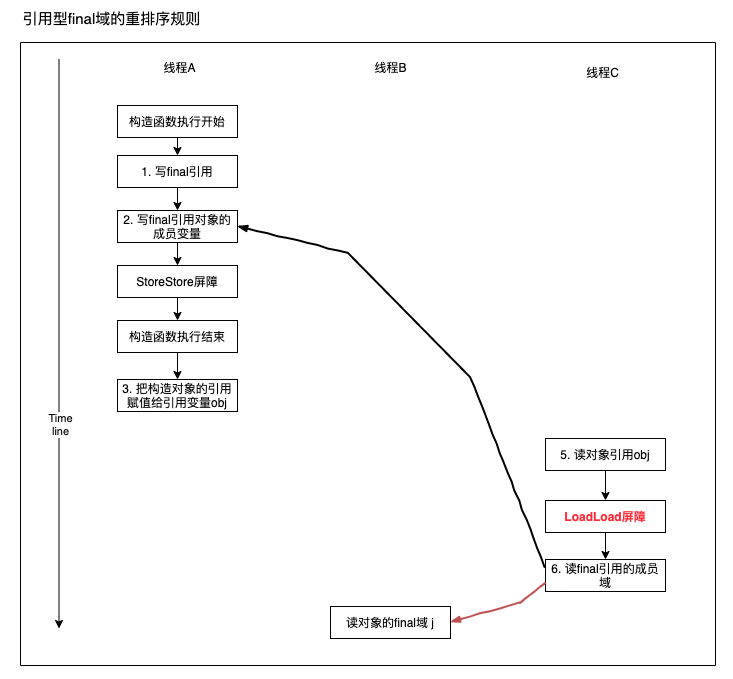 引用型final域的重排序规则
线程A
线程B
线程C
构造函数执行开始
1. 写final引用
2. 写final引用对象的
成员变量
StoreStore屏障
构造函数执行结束
3. 把构造对象的引用
赋值给引用变量obj
Time
line
5. 读对象引用obj
LoadLoad屏障
6. 读final引用的成员
域
读对象的final域 j